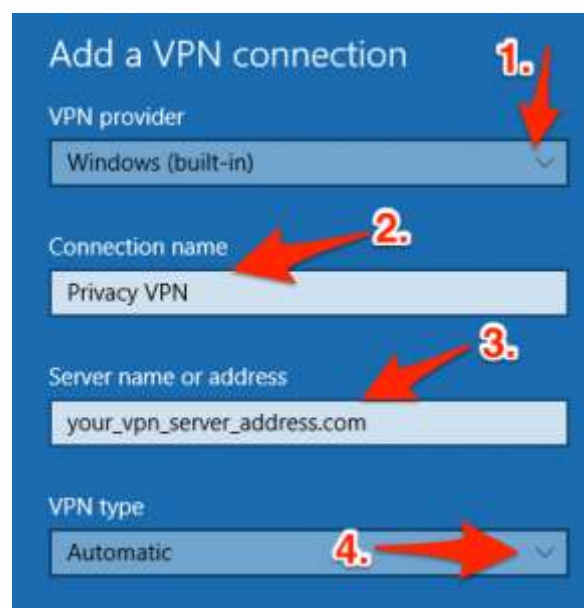 Add a VPN connection
1.
VPN provider
Windows (built-in)
2.
Connection name
Privacy VPN
3.
Server name or address
your_vpn_server_address.com
VPN type
Automatic
4.